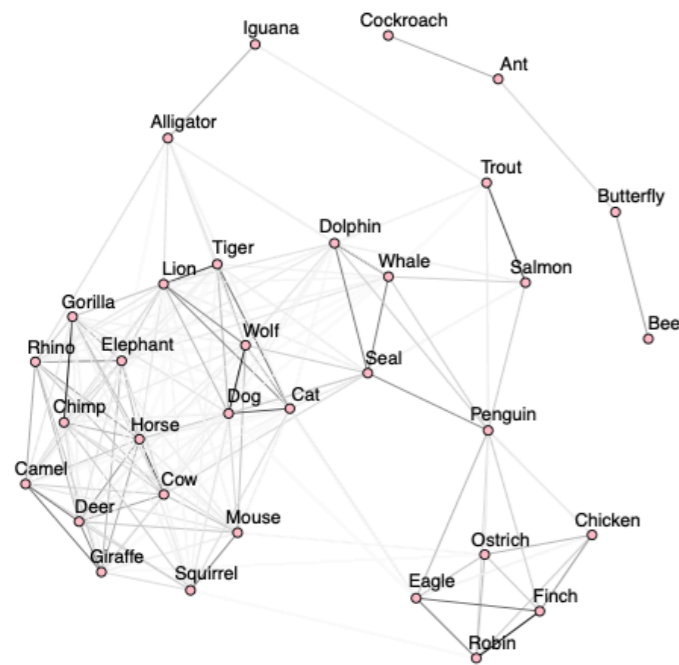 Cockroach
Iguana
Ant
Alligator
Trout
Butterfly
Dolphin
Tiger
Whale
Lion
Salmon
Gorilla
Bee
Wolf
Rhino
Elephant
Seal
Dog
Cat
Chimp
Penguin
Horse
Camel
Cow
Deer
Mouse
Chicken
Ostrich
Giraffe
Squirrel
Eagle
Finch
Robin